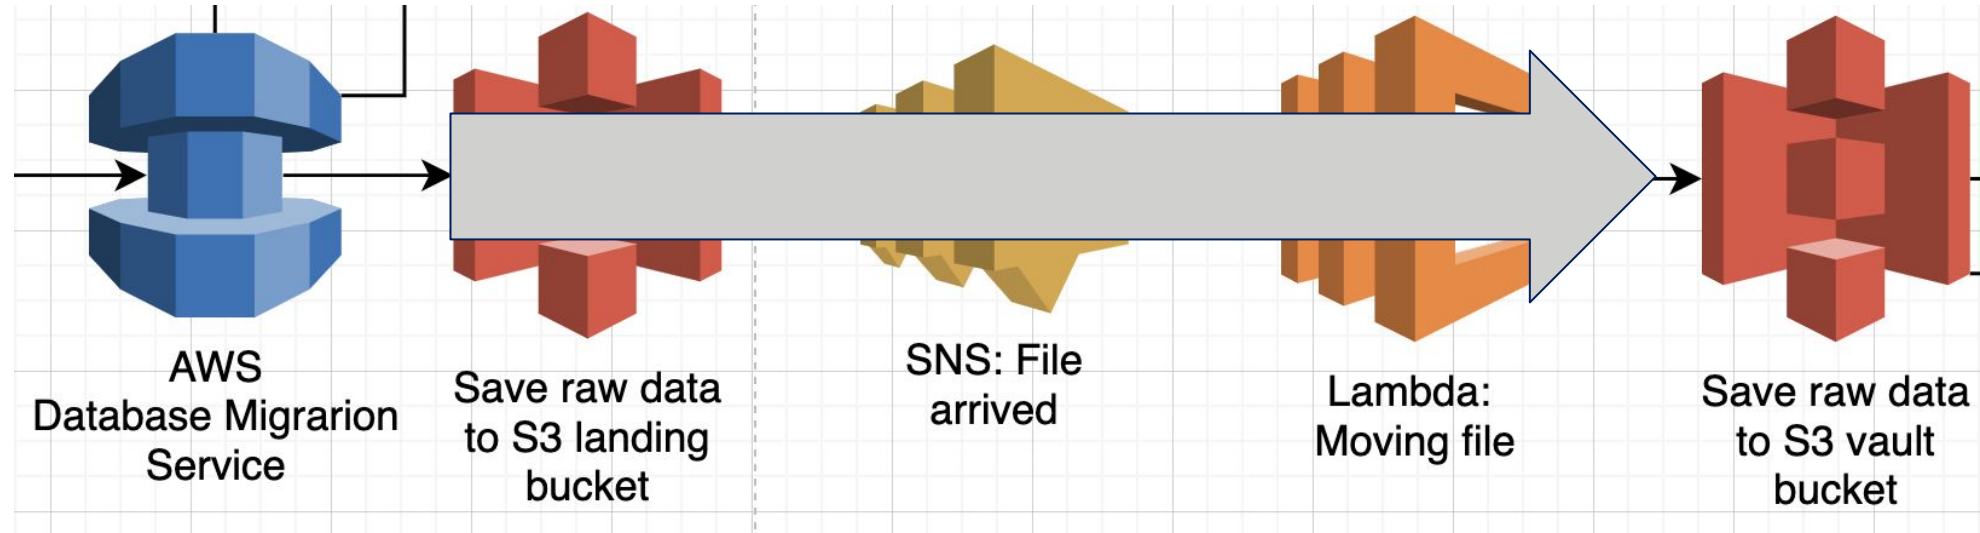 AWS
Database Migrarion
Service
Save raw data
to S3 landing
bucket
SNS: File
arrived
Lambda:
Moving file
Save raw data
to S3 vault
bucket